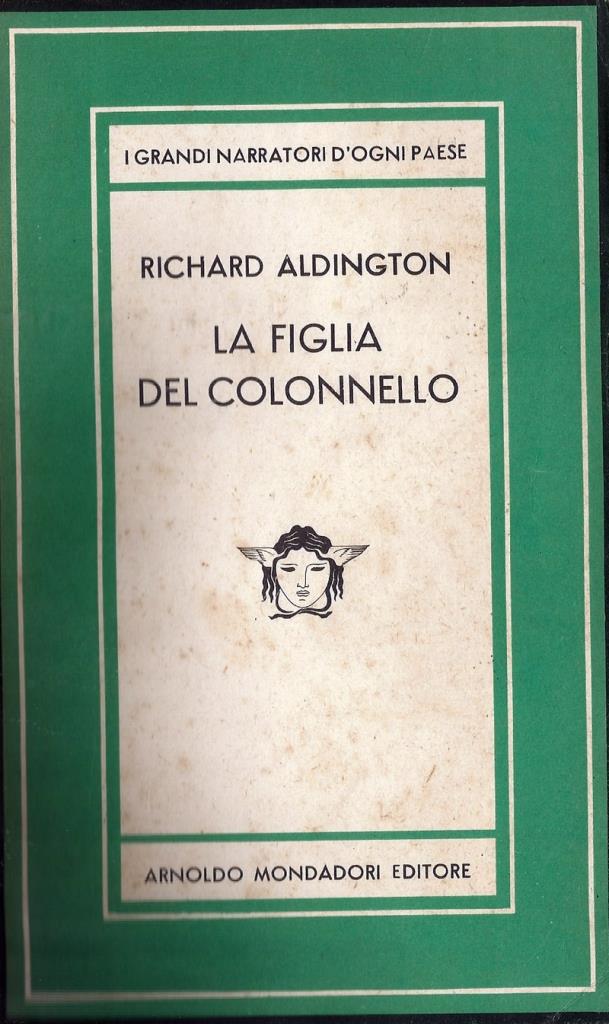 I GRANDI NARRATORI D'OGNI PAESE
RICHARD ALDINGTON
LA FIGLIA
DEL COLONNELLO
ARNOLDO MONDADORI EDITORE